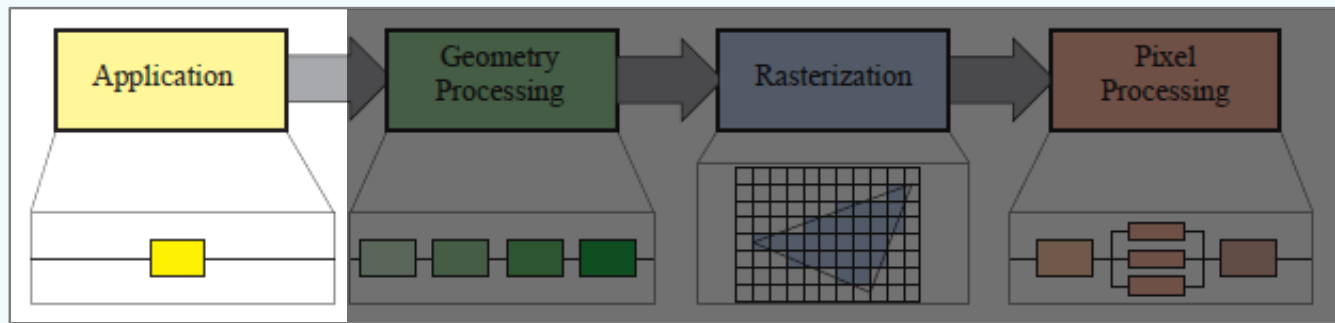 Application
Geometry
Processing
Rasterization
Pixel
Processing